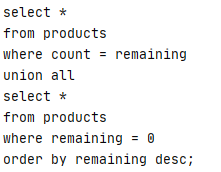 select *
from products
where count = remaining
union all
select *
from products
where remaining = 0
order by remaining desc;